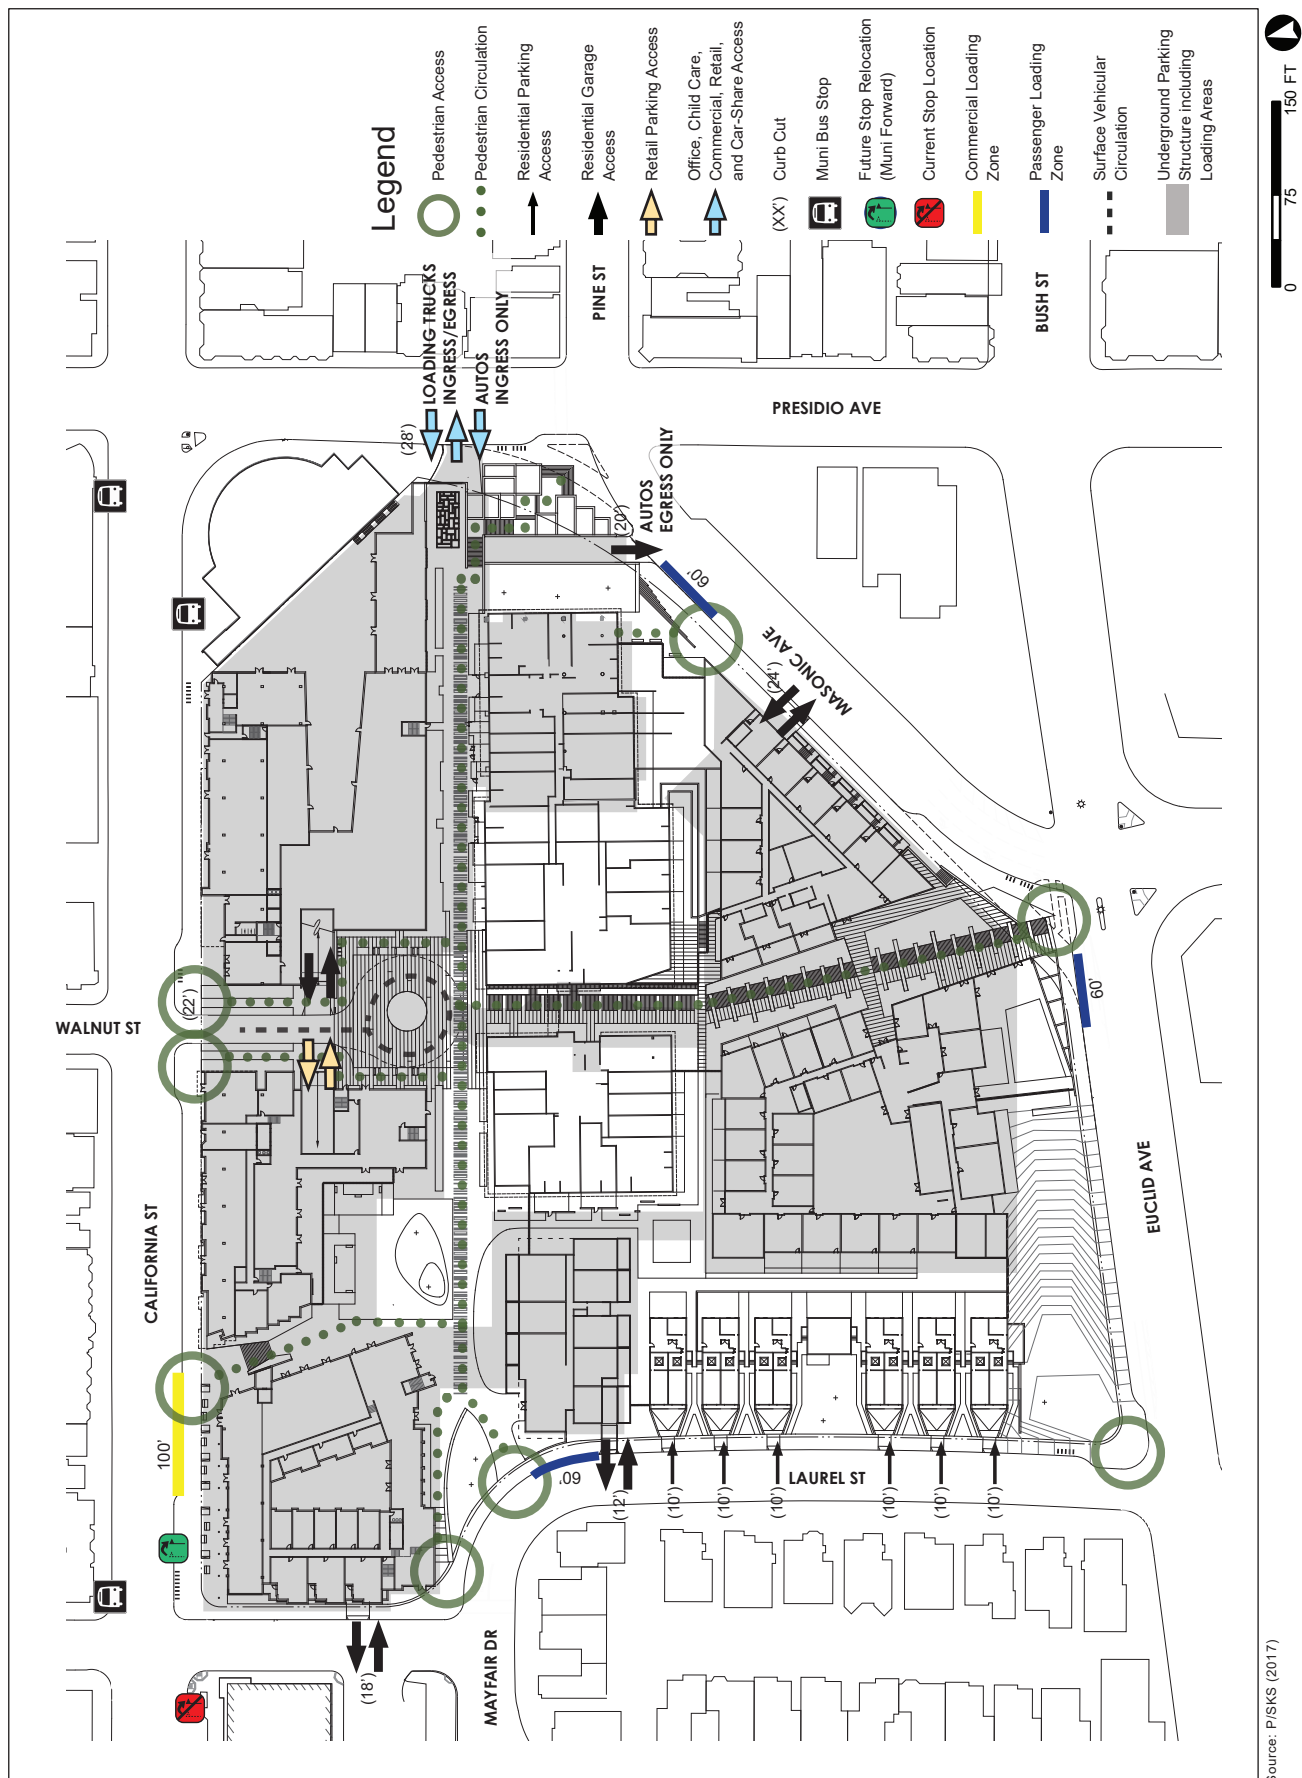 Legend
Pedestrian Access
Pedestrian Circulation
Residential Parking
Access
Residential Garage
Access
Retail Parking Access
Office, Child Care,
Commercial, Retail,
and Car-Share Access
(XX') Curb Cut
Muni Bus Stop
Future Stop Relocation
(Muni Forward)
Current Stop Location
Commercial Loading
Zone
Passenger Loading
Zone
Surface Vehicular
Circulation
Underground Parking
Structure including
Loading Areas
0 75 150 FT
LOADING TRUCKS
INGRESS/EGRESS
AUTOS
INGRESS ONLY
(28')
PINE ST
BUSH ST
PRESIDIO AVE
AUTOS
EGRESS ONLY
(20')
60'
MASONIC AVE
(24')
WALNUT ST
(22')
60'
CALIFORNIA ST
EUCLID AVE
100'
60'
LAUREL ST
(12')
(10')
(10')
(10')
(10')
(10')
(10')
MAYFAIR DR
(18')
Source: P/SKS (2017)